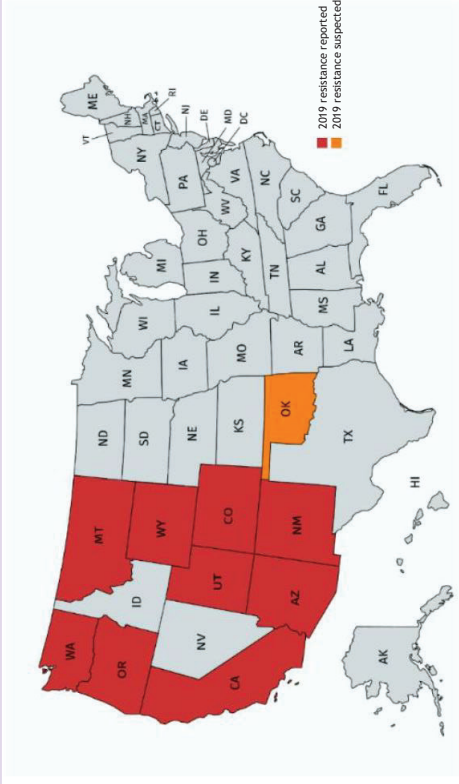 WA
OR
CA
NV
ID
MT
WY
UT
AZ
CO
NM
ND
SD
NE
KS
OK
TX
MN
IA
MO
AR
LA
WI
IL
MI
IN
OH
KY
TN
MS
AL
GA
FL
SC
NC
VA
WV
PA
NY
VT
NH
MA
CT
RI
NJ
DE
MD
DC
ME
AK
HI
2019 resistance reported
2019 resistance suspected